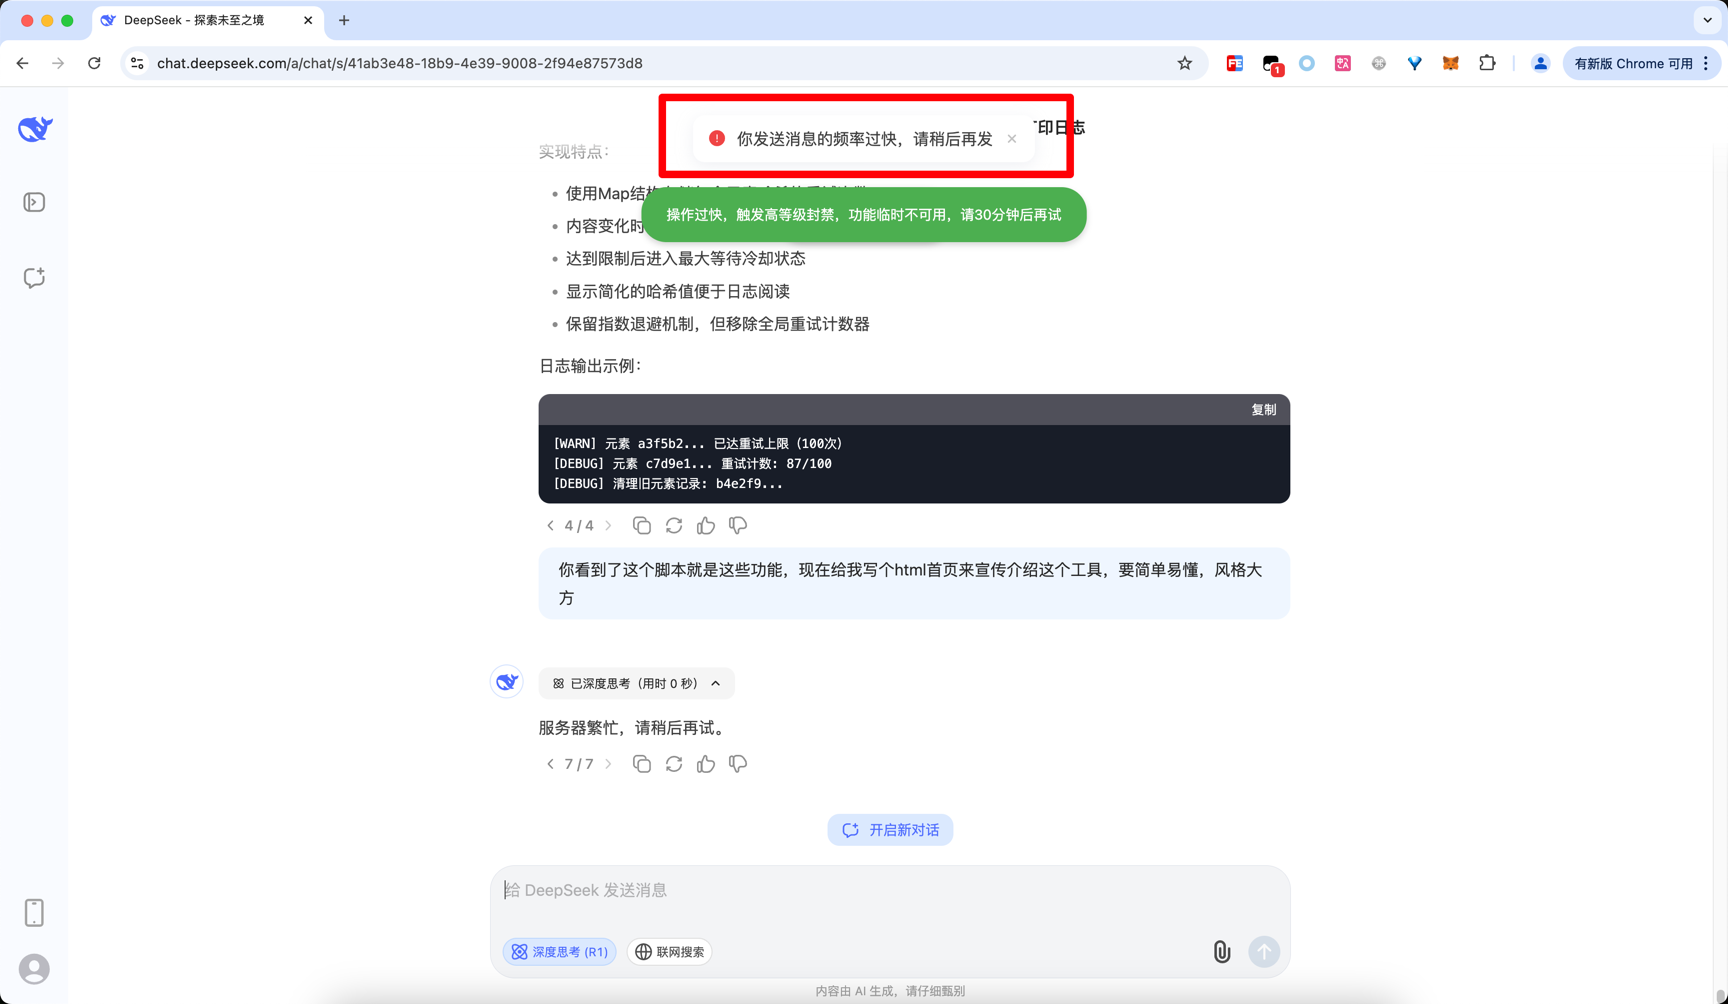 DeepSeek - 探索未至之境
chat.deepseek.com/a/chat/s/41ab3e48-18b9-4e39-9008-2f94e87573d8
1
有新版 Chrome 可用
印日志
你发送消息的频率过快，请稍后再发
实现特点：
使用Map结
操作过快，触发高等级封禁，功能临时不可用，请30分钟后再试
内容变化时
达到限制后进入最大等待冷却状态
显示简化的哈希值便于日志阅读
保留指数退避机制，但移除全局重试计数器
日志输出示例：
复制
[WARN] 元素 a3f5b2... 已达重试上限（100次）
[DEBUG] 元素 c7d9e1... 重试计数: 87/100
[DEBUG] 清理旧元素记录: b4e2f9...
4 / 4
你看到了这个脚本就是这些功能，现在给我写个html首页来宣传介绍这个工具，要简单易懂，风格大
方
已深度思考（用时 0 秒）
服务器繁忙，请稍后再试。
7 / 7
开启新对话
给 DeepSeek 发送消息
深度思考 (R1)
联网搜索
内容由 AI 生成，请仔细甄别